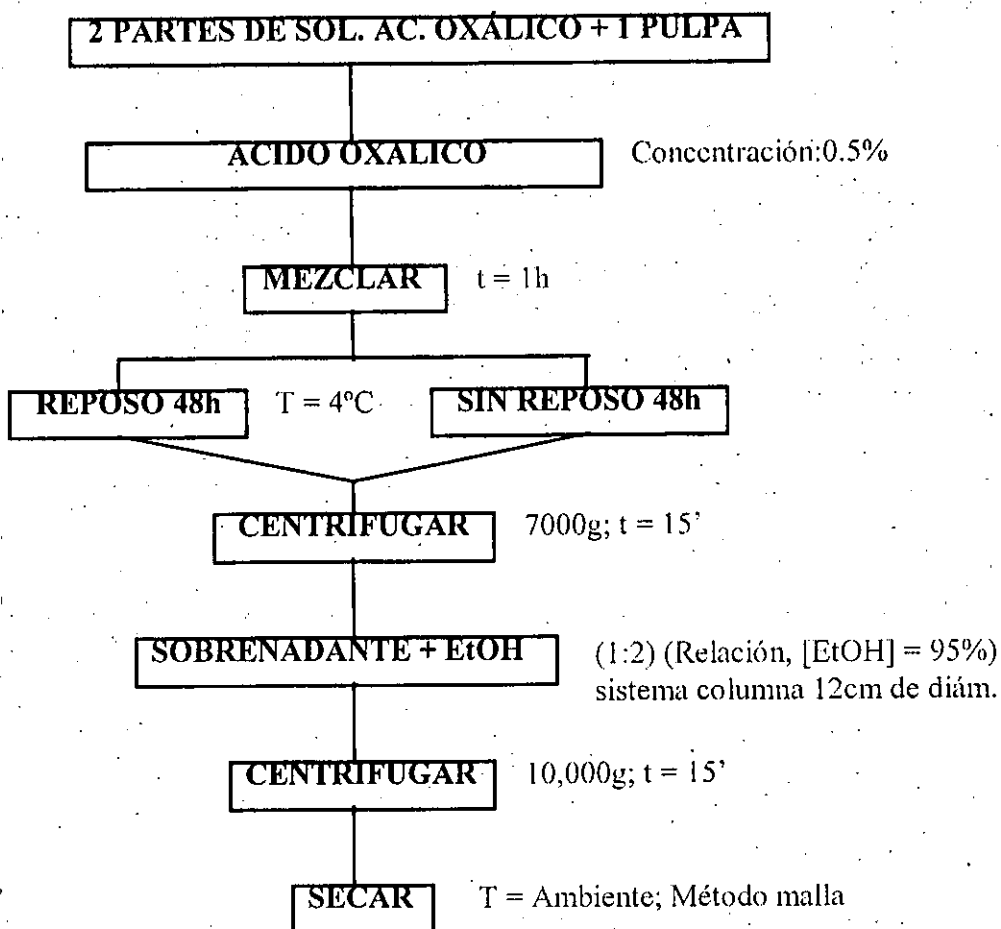 2 PARTES DE SOL. AC. OXÁLICO + 1 PULPA
ACIDO OXALICO
Concentración:0.5%
MEZCLAR
t = 1h
REPOSO 48h
T = 4ºC
SIN REPOSO 48h
CENTRIFUGAR
7000g; t = 15’
SOBRENADANTE + EtOH
(1:2) (Relación, [EtOH] = 95%)
sistema columna 12cm de diám.
CENTRIFUGAR
10,000g; t = 15’
SECAR
T = Ambiente; Método malla